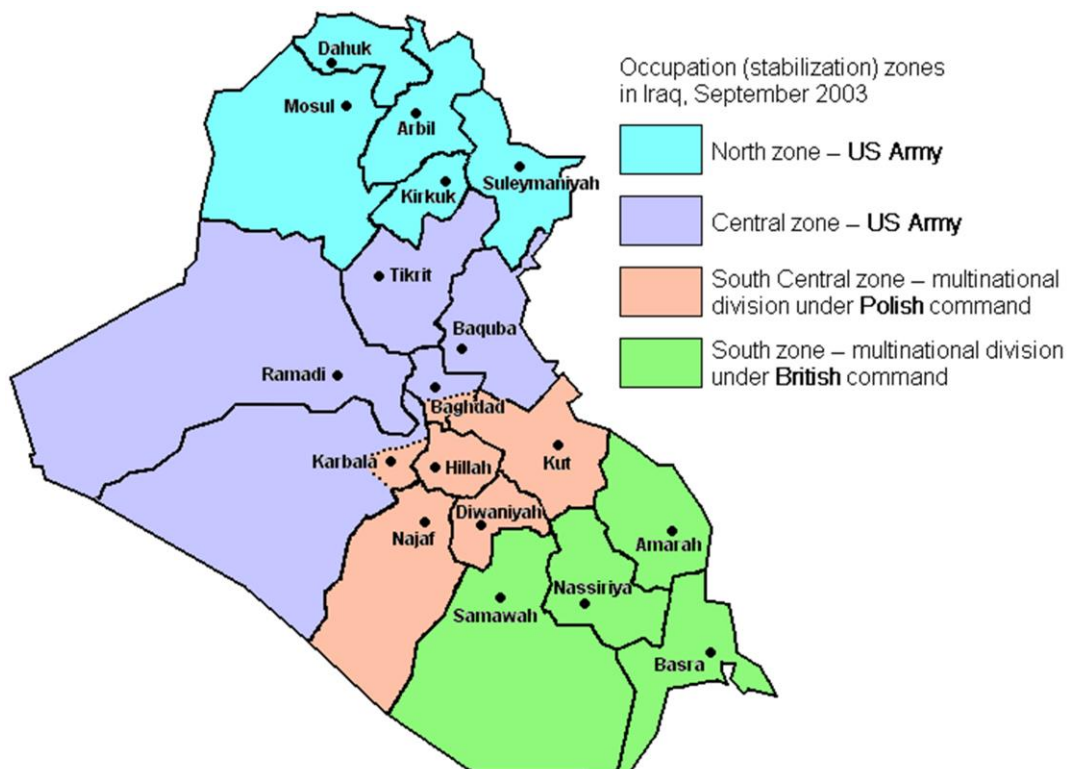 Dahuk
Mosul
Arbil
Kirkuk
Suleymaniyah
Tikrit
Baquba
Ramadi
Baghdad
Karbala
Hillah
Kut
Diwaniyah
Najaf
Amarah
Nassiriya
Samawah
Basra
Occupation (stabilization) zones
in Iraq, September 2003
North zone – US Army
Central zone – US Army
South Central zone – multinational
division under Polish command
South zone – multinational division
under British command